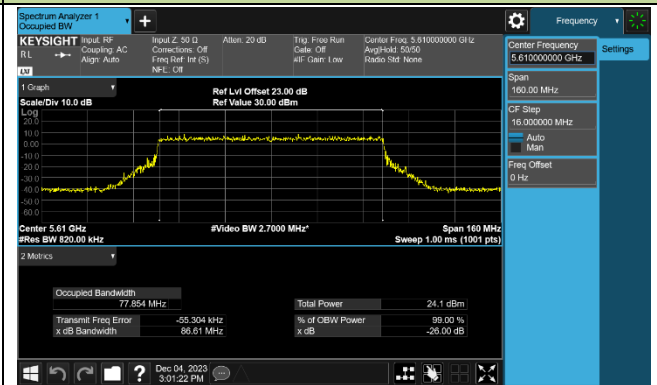 Spectrum Analyzer 1
Occupied BW
Frequency
KEYSIGHT
RL
LXI
Input: RF
Coupling: AC
Align: Auto
Input Z: 50 Ω
Corrections: Off
Freq Ref: Int (S)
NFE: Off
Atten: 20 dB
Trig: Free Run
Gate: Off
#IF Gain: Low
Center Freq: 5.610000000 GHz
Avg|Hold: 50/50
Radio Std: None
Center Frequency
5.610000000 GHz
Settings
Span
160.00 MHz
CF Step
16.000000 MHz
Auto
Man
Freq Offset
0 Hz
1 Graph
Scale/Div 10.0 dB
Ref Lvl Offset 23.00 dB
Ref Value 30.00 dBm
Log
20.0
10.0
0.00
-10.0
-20.0
-30.0
-40.0
-50.0
-60.0
Center 5.61 GHz
#Res BW 820.00 kHz
#Video BW 2.7000 MHz*
Span 160 MHz
Sweep 1.00 ms (1001 pts)
2 Metrics
Occupied Bandwidth
77.854 MHz
Total Power
24.1 dBm
Transmit Freq Error
-55.304 kHz
% of OBW Power
99.00 %
x dB Bandwidth
86.61 MHz
x dB
-26.00 dB
?
Dec 04, 2023
3:01:22 PM